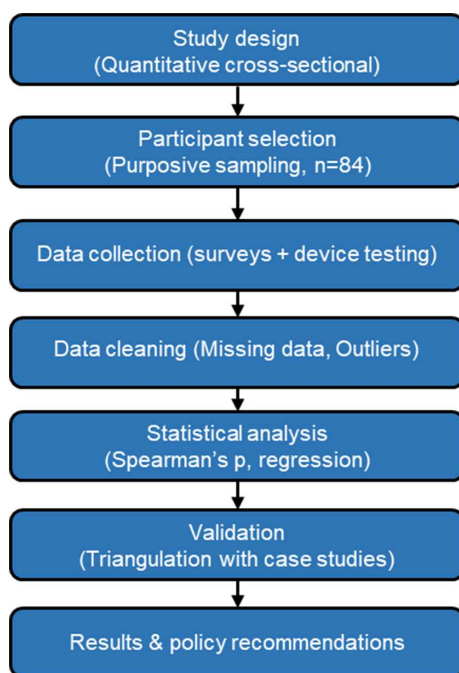 Study design
(Quantitative cross-sectional)
Participant selection
(Purposive sampling, n=84)
Data collection (surveys + device testing)
Data cleaning (Missing data, Outliers)
Statistical analysis
(Spearman's p, regression)
Validation
(Triangulation with case studies)
Results & policy recommendations